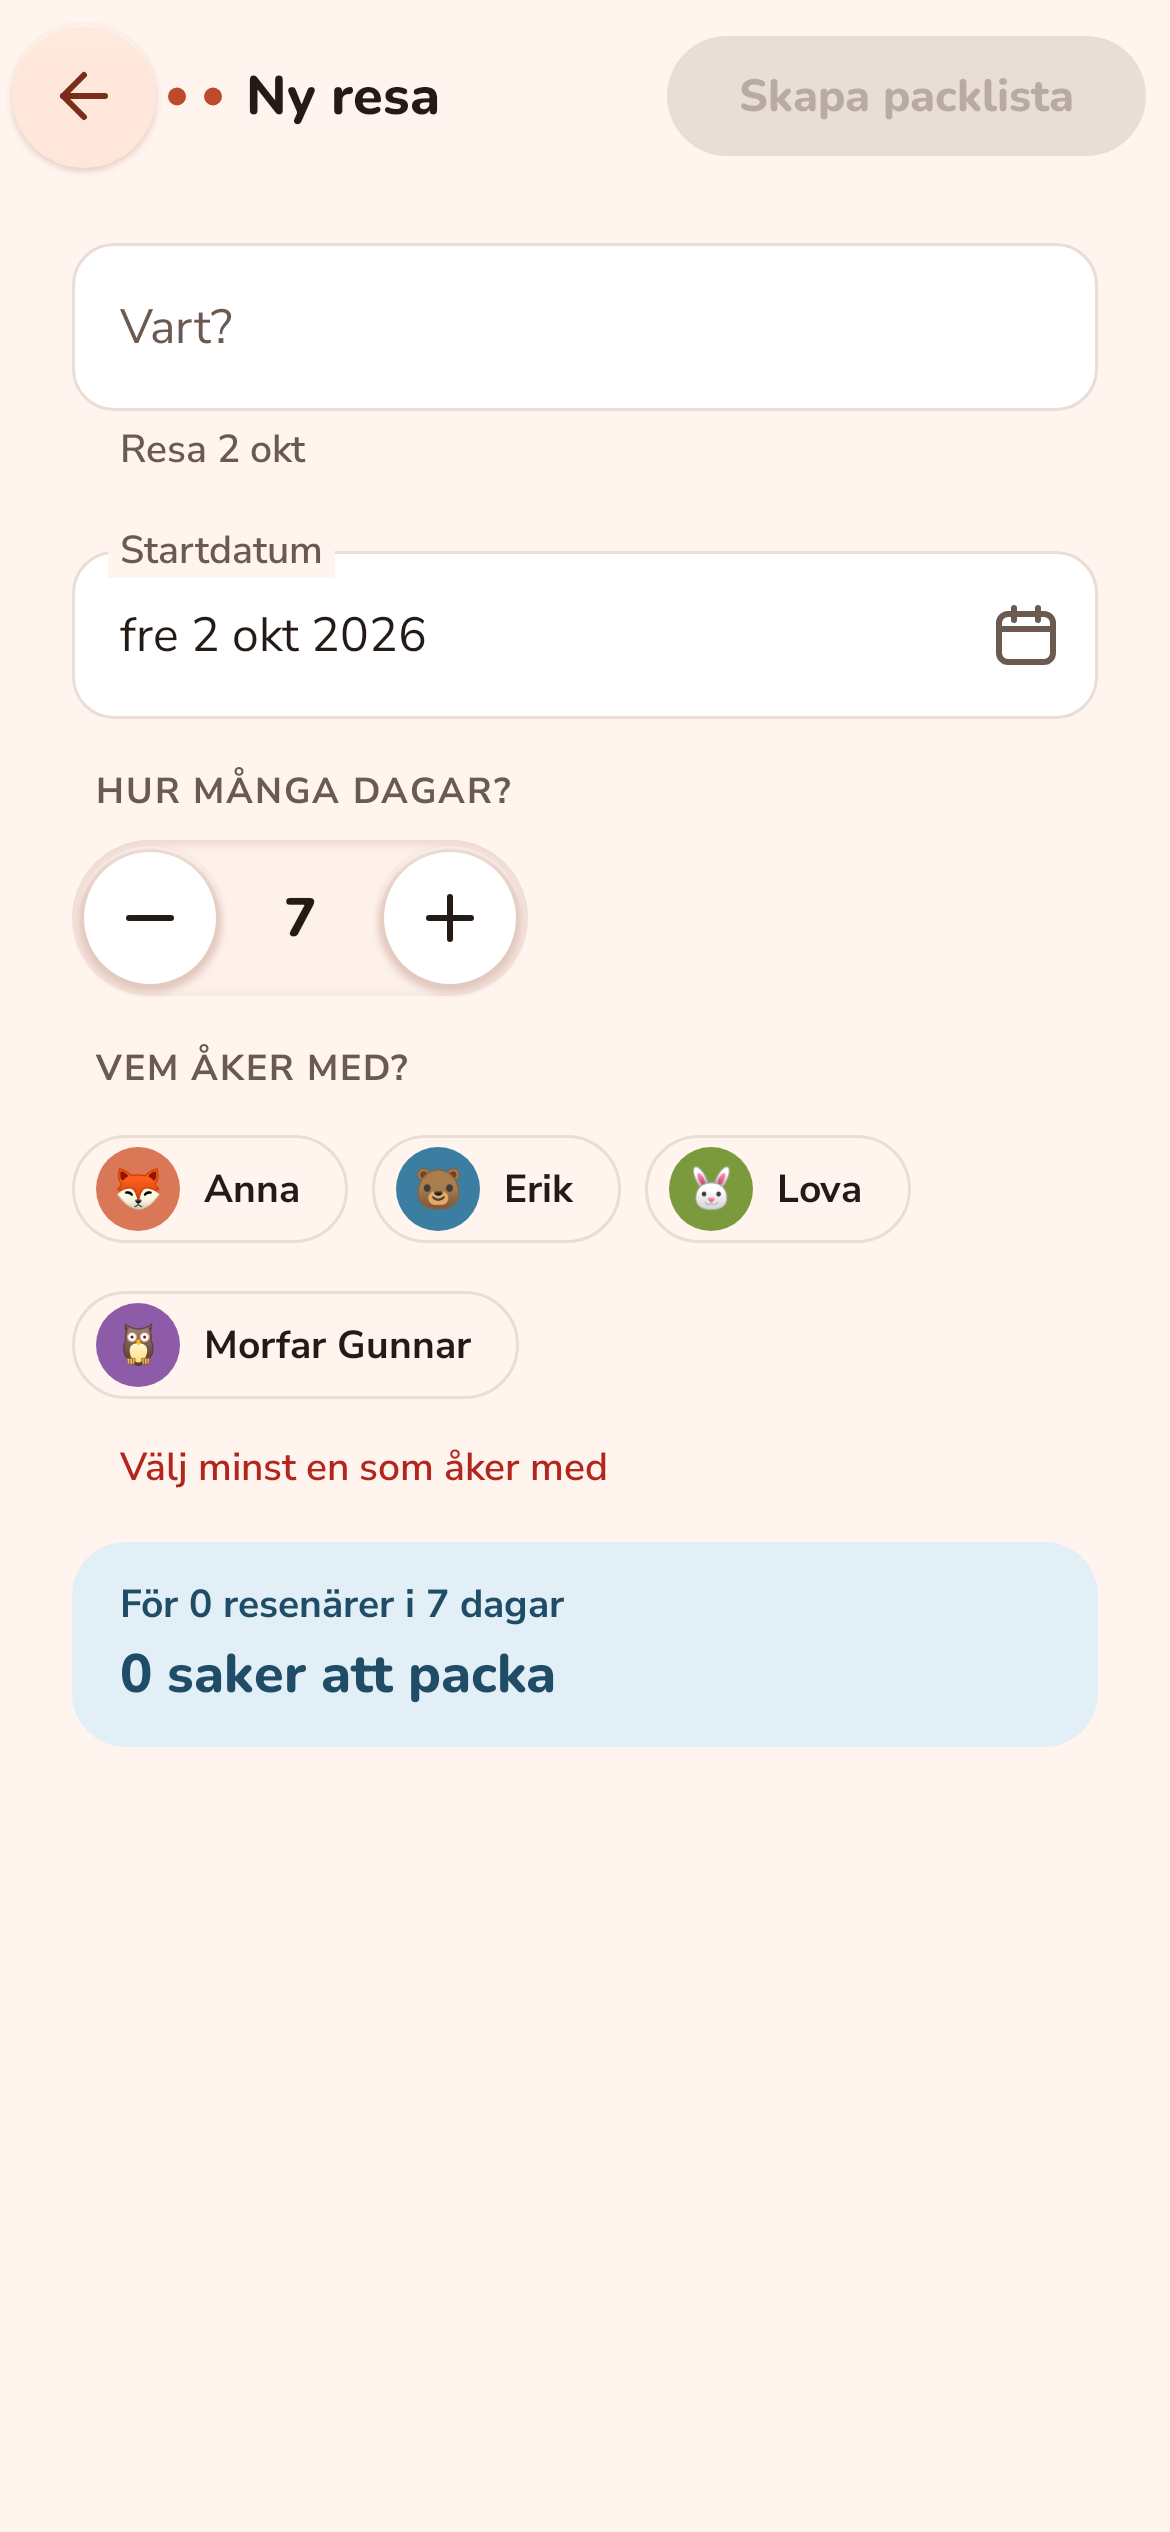 Ny resa
Skapa packlista
Vart?
Resa 2 okt
Startdatum
fre 2 okt 2026
HUR MÅNGA DAGAR?
7
VEM ÅKER MED?
Anna
Erik
Lova
Morfar Gunnar
Välj minst en som åker med
För 0 resenärer i 7 dagar
0 saker att packa